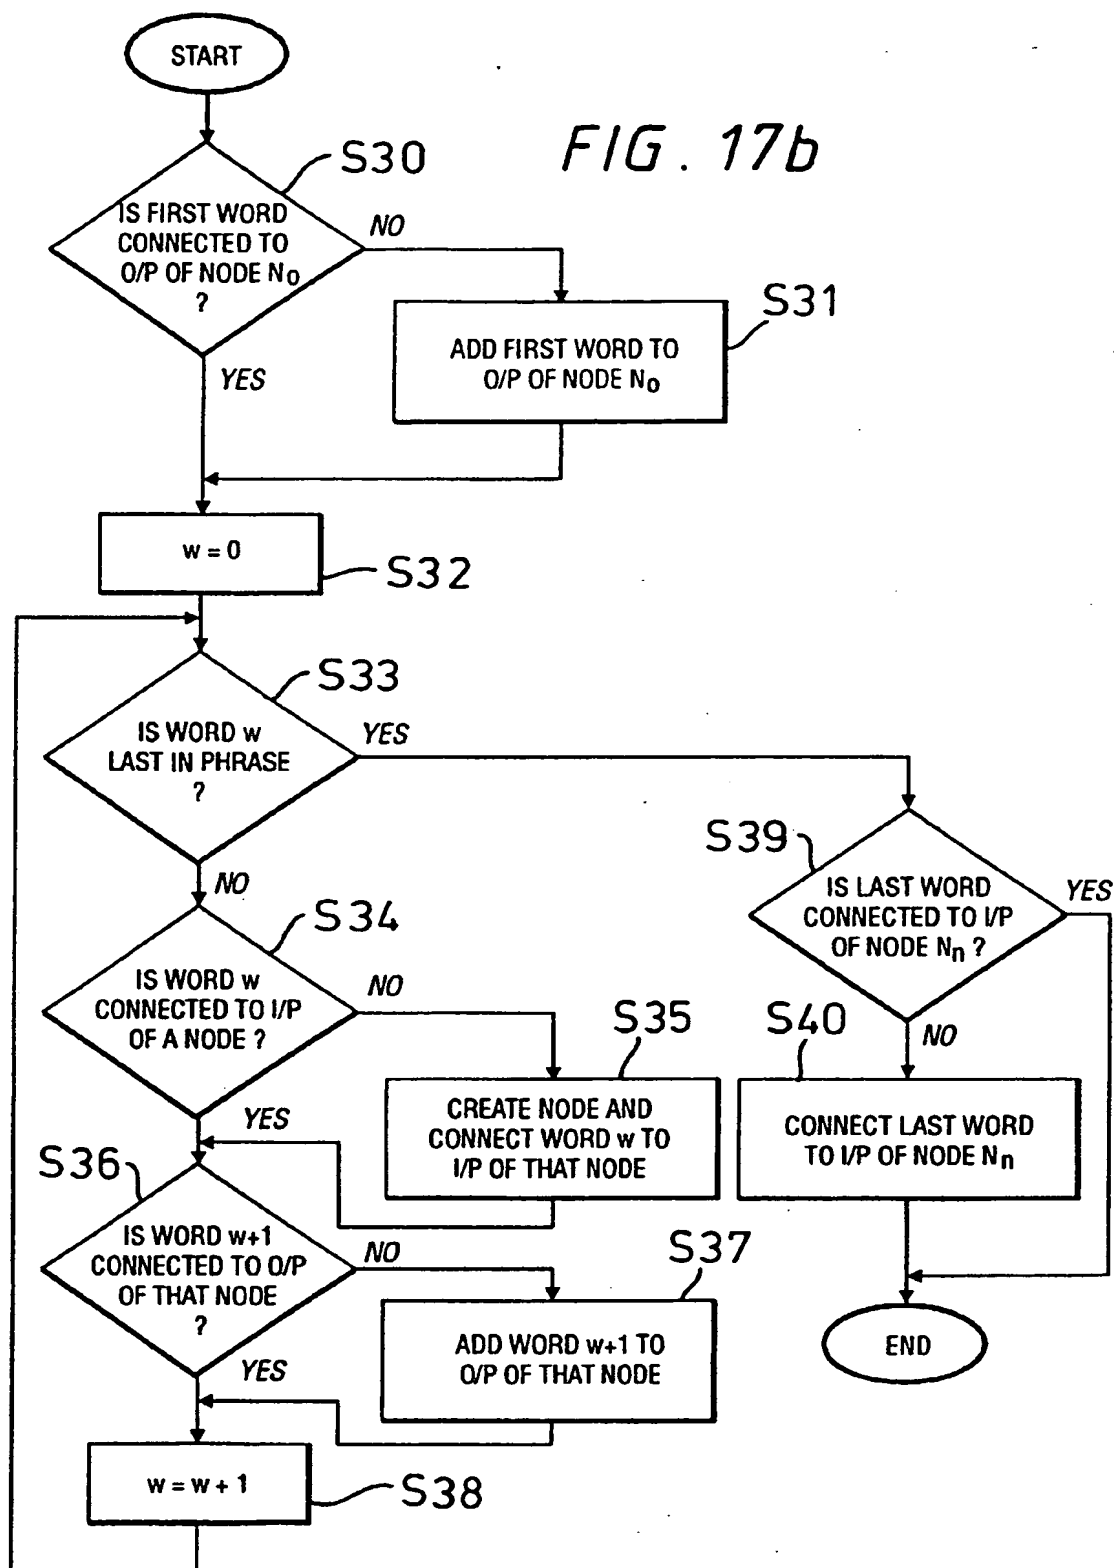 START
FIG. 17b
S30
IS FIRST WORD
CONNECTED TO
O/P OF NODE N₀
?
NO
YES
S31
ADD FIRST WORD TO
O/P OF NODE N₀
w = 0
S32
S33
IS WORD w
LAST IN PHRASE
?
YES
NO
S39
IS LAST WORD
CONNECTED TO I/P
OF NODE Nₙ ?
YES
NO
S34
IS WORD w
CONNECTED TO I/P
OF A NODE ?
NO
YES
S35
CREATE NODE AND
CONNECT WORD w TO
I/P OF THAT NODE
S40
CONNECT LAST WORD
TO I/P OF NODE Nₙ
S36
IS WORD w+1
CONNECTED TO O/P
OF THAT NODE
?
NO
YES
S37
ADD WORD w+1 TO
O/P OF THAT NODE
END
w = w + 1
S38